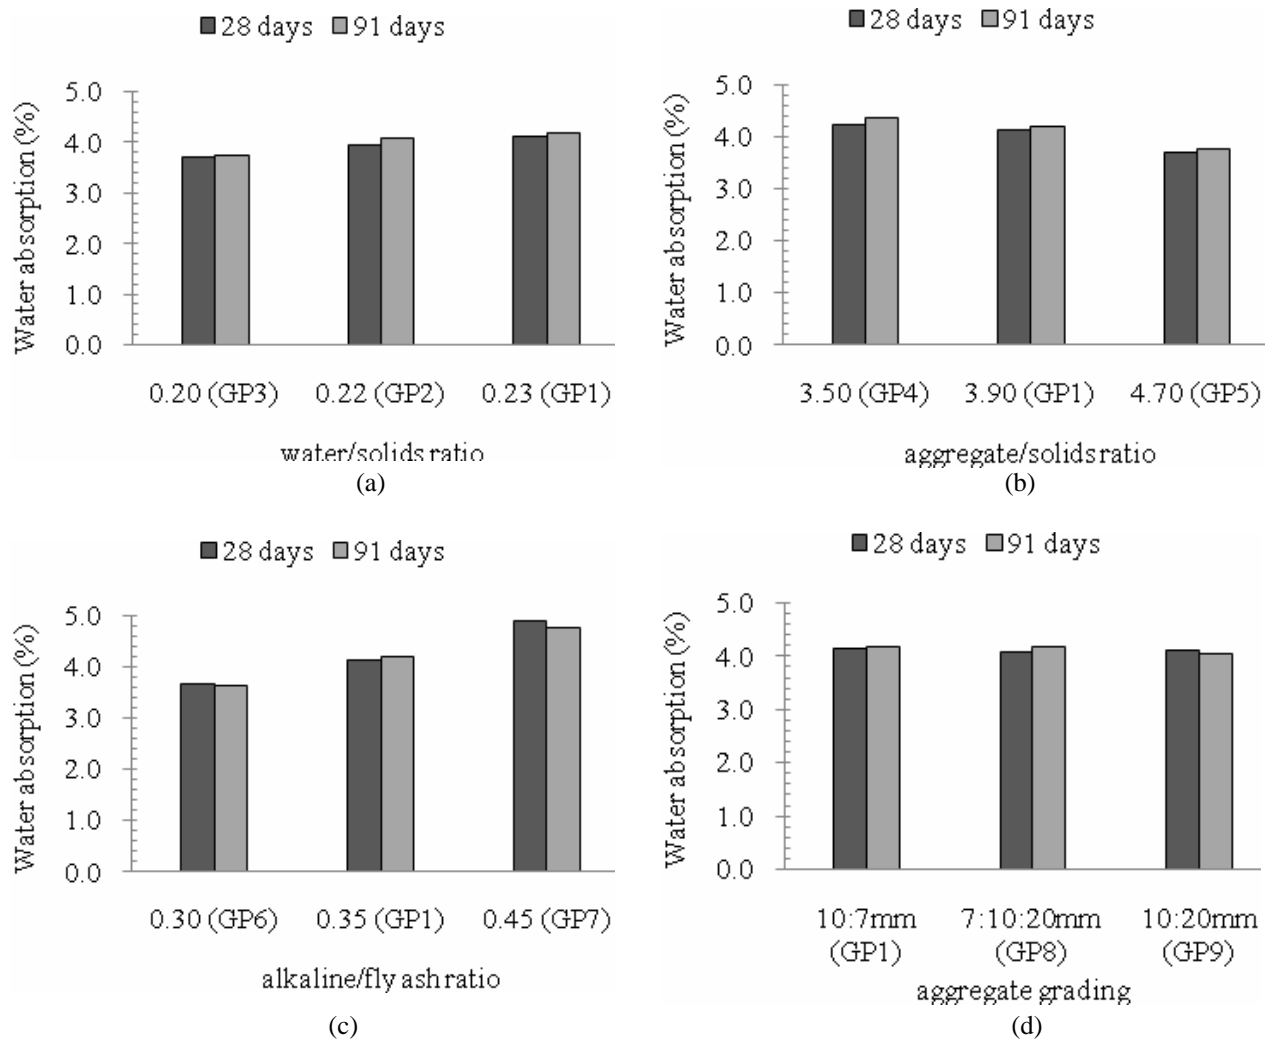 28 days 91 days
Water absorption (%)
5.0
4.0
3.0
2.0
1.0
0.0
0.20 (GP3) 0.22 (GP2) 0.23 (GP1)
water/solids ratio
(a)
28 days 91 days
Water absorption (%)
5.0
4.0
3.0
2.0
1.0
0.0
3.50 (GP4) 3.90 (GP1) 4.70 (GP5)
aggregate/solids ratio
(b)
28 days 91 days
Water absorption (%)
5.0
4.0
3.0
2.0
1.0
0.0
0.30 (GP6) 0.35 (GP1) 0.45 (GP7)
alkaline/fly ash ratio
(c)
28 days 91 days
Water absorption (%)
5.0
4.0
3.0
2.0
1.0
0.0
10:7mm 7:10:20mm 10:20mm
(GP1) (GP8) (GP9)
aggregate grading
(d)